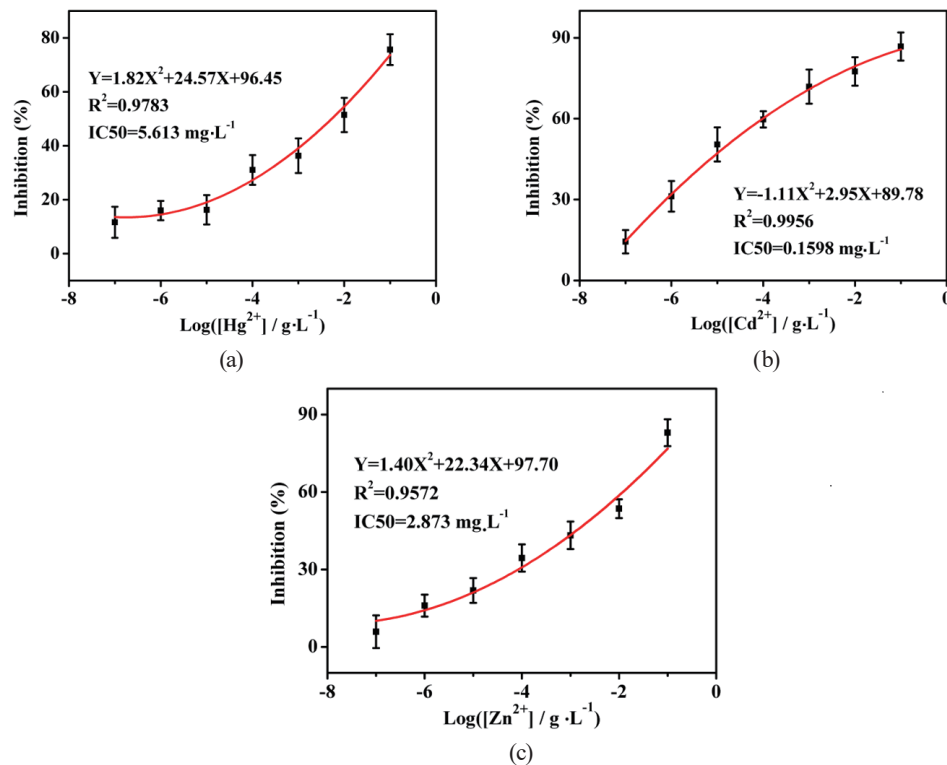 80
60
40
20
0
Inhibition (%)
Y=1.82X²+24.57X+96.45
R²=0.9783
IC50=5.613 mg·L⁻¹
-8 -6 -4 -2 0
Log([Hg²⁺] / g·L⁻¹)
(a)
90
60
30
0
Inhibition (%)
Y=-1.11X²+2.95X+89.78
R²=0.9956
IC50=0.1598 mg·L⁻¹
-8 -6 -4 -2 0
Log([Cd²⁺] / g·L⁻¹)
(b)
90
60
30
0
Inhibition (%)
Y=1.40X²+22.34X+97.70
R²=0.9572
IC50=2.873 mg.L⁻¹
-8 -6 -4 -2 0
Log([Zn²⁺] / g ·L⁻¹)
(c)